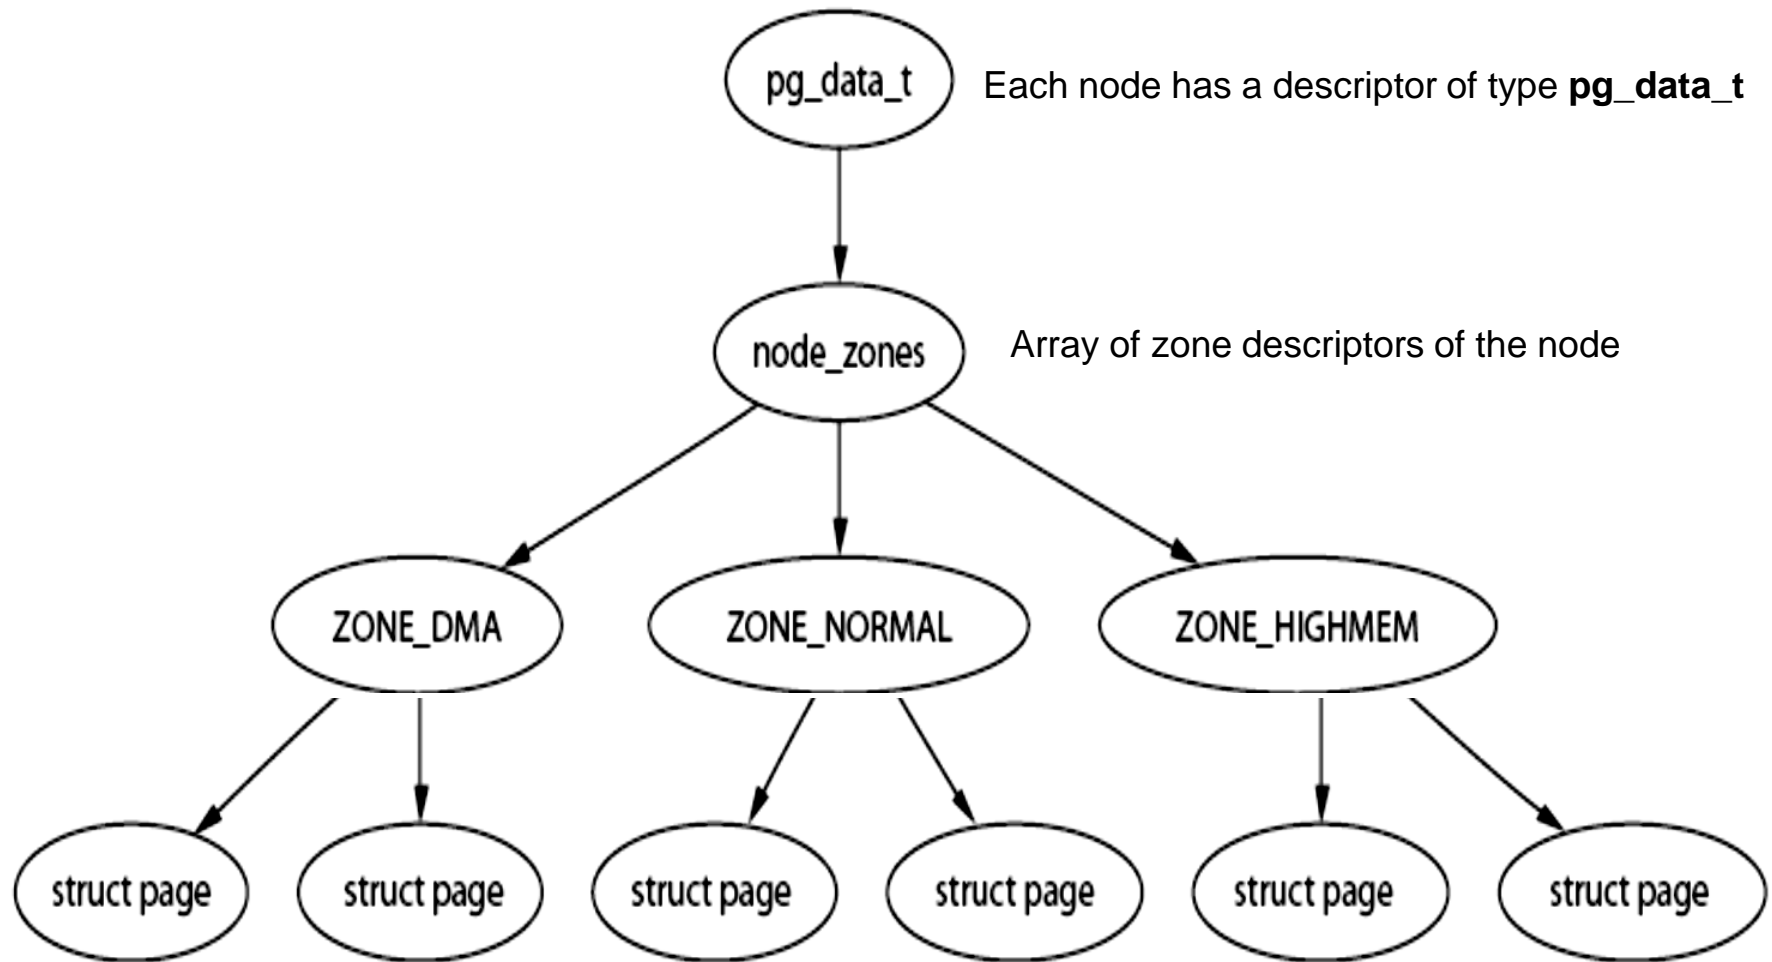 pg_data_t
Each node has a descriptor of type pg_data_t
node_zones
Array of zone descriptors of the node
ZONE_DMA
ZONE_NORMAL
ZONE_HIGHMEM
struct page
struct page
struct page
struct page
struct page
struct page